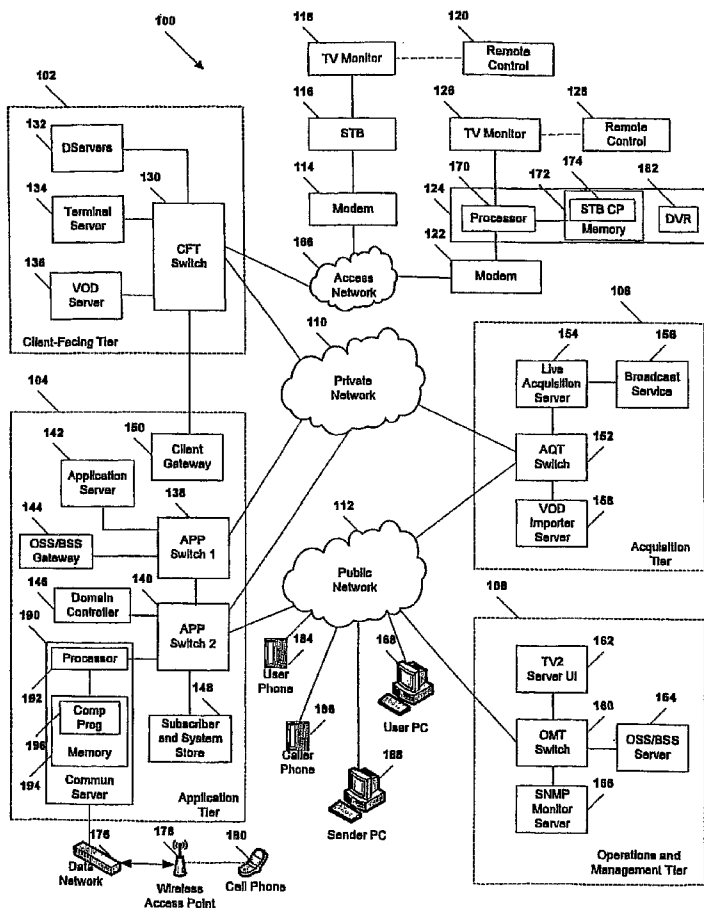 100
118
TV Monitor
120
Remote
Control
102
132
DServers
130
116
STB
126
TV Monitor
128
Remote
Control
134
Terminal
Server
CFT
Switch
114
Modem
124
170
Processor
172
174
STB CP
Memory
182
DVR
136
VOD
Server
Client-Facing Tier
166
Access
Network
122
Modem
110
Private
Network
106
154
Live
Acquisition
Server
156
Broadcast
Service
AQT
Switch
152
VOD
Importer
Server
158
Acquisition
Tier
104
142
Application
Server
150
Client
Gateway
138
APP
Switch 1
144
OSS/BSS
Gateway
112
Public
Network
146
Domain
Controller
140
APP
Switch 2
190
Processor
192
Comp
Prog
196
Memory
194
Commun
Server
148
Subscriber
and System
Store
Application
Tier
184
User
Phone
186
Caller
Phone
168
User PC
188
Sender PC
108
162
TV2
Server UI
160
OMT
Switch
164
OSS/BSS
Server
SNMP
Monitor
Server
Operations and
Management Tier
176
Data
Network
178
Wireless
Access Point
180
Cell Phone